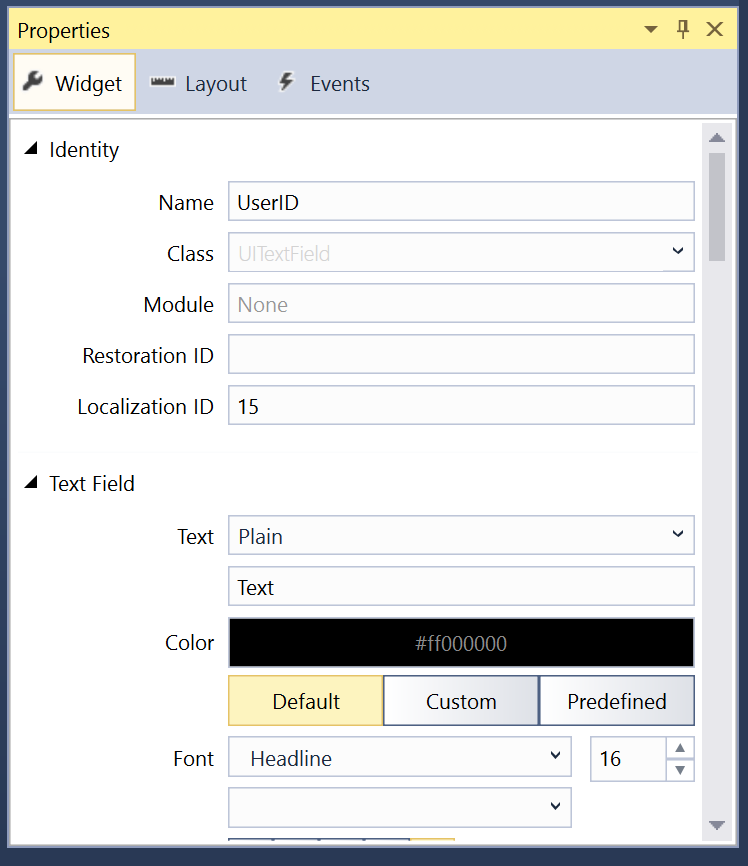 Properties
Widget Layout Events
Identity
Name UserID
Class UITextField
Module None
Restoration ID
Localization ID 15
Text Field
Text Plain
Text
Color #ff000000
Default Custom Predefined
Font Headline 16